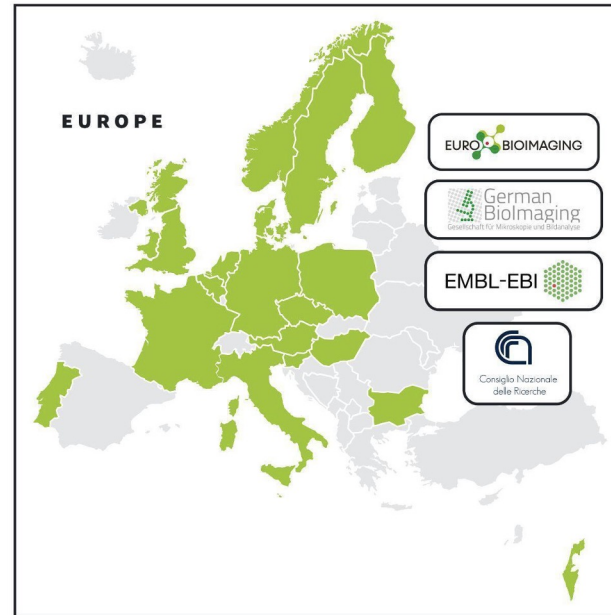 EUROPE
EURO BIOIMAGING
German
BioImaging
Gesellschaft für Mikroskopie und Bildanalyse
EMBL-EBI
Consiglio Nazionale
delle Ricerche